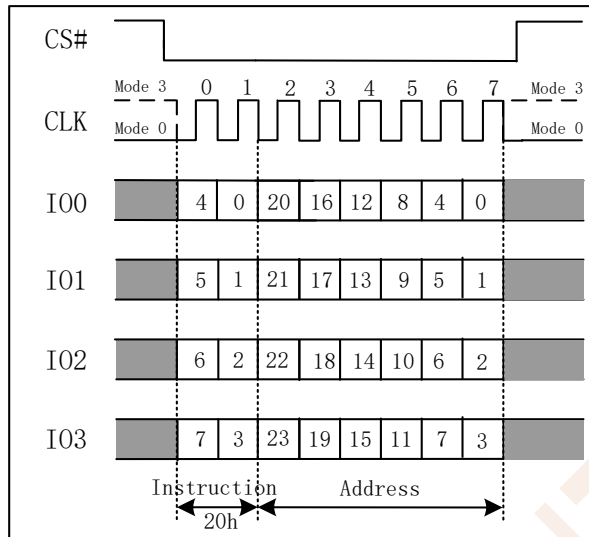 CS#
Mode 3 0 1 2 3 4 5 6 7 Mode 3
CLK
Mode 0 Mode 0
IO0 4 0 20 16 12 8 4 0
IO1 5 1 21 17 13 9 5 1
IO2 6 2 22 18 14 10 6 2
IO3 7 3 23 19 15 11 7 3
Instruction Address
20h